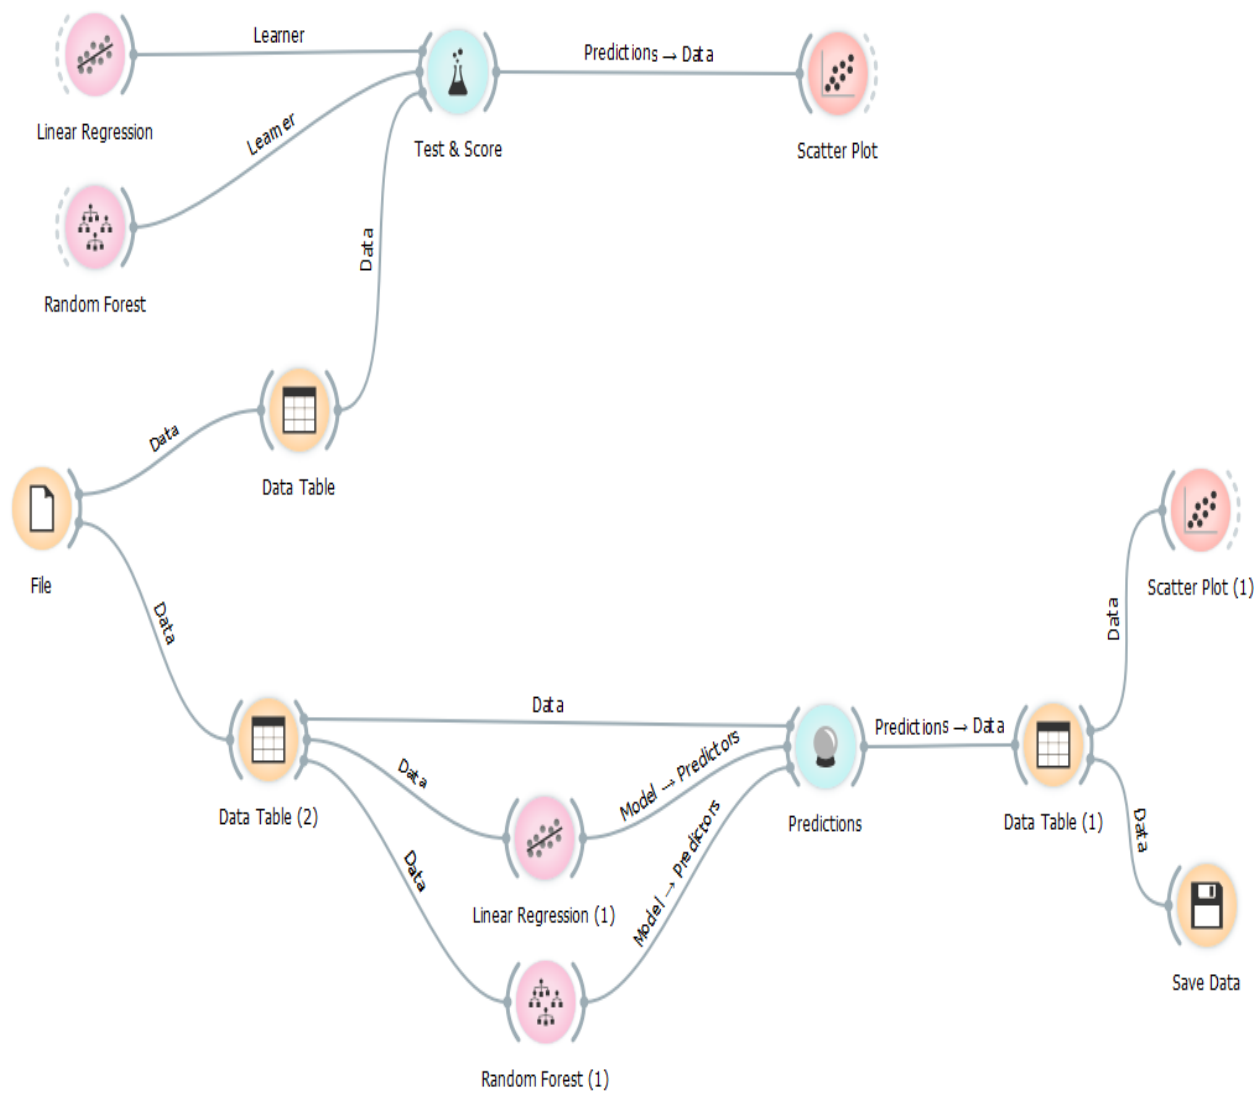 Learner
Linear Regression
Learner
Random Forest
Test & Score
Predictions → Data
Scatter Plot
Data
Data
Data Table
File
Data
Data Table (2)
Data
Data
Data
Linear Regression (1)
Random Forest (1)
Model → Predictors
Model → Predictors
Predictions
Predictions → Data
Data Table (1)
Data
Scatter Plot (1)
Data
Save Data